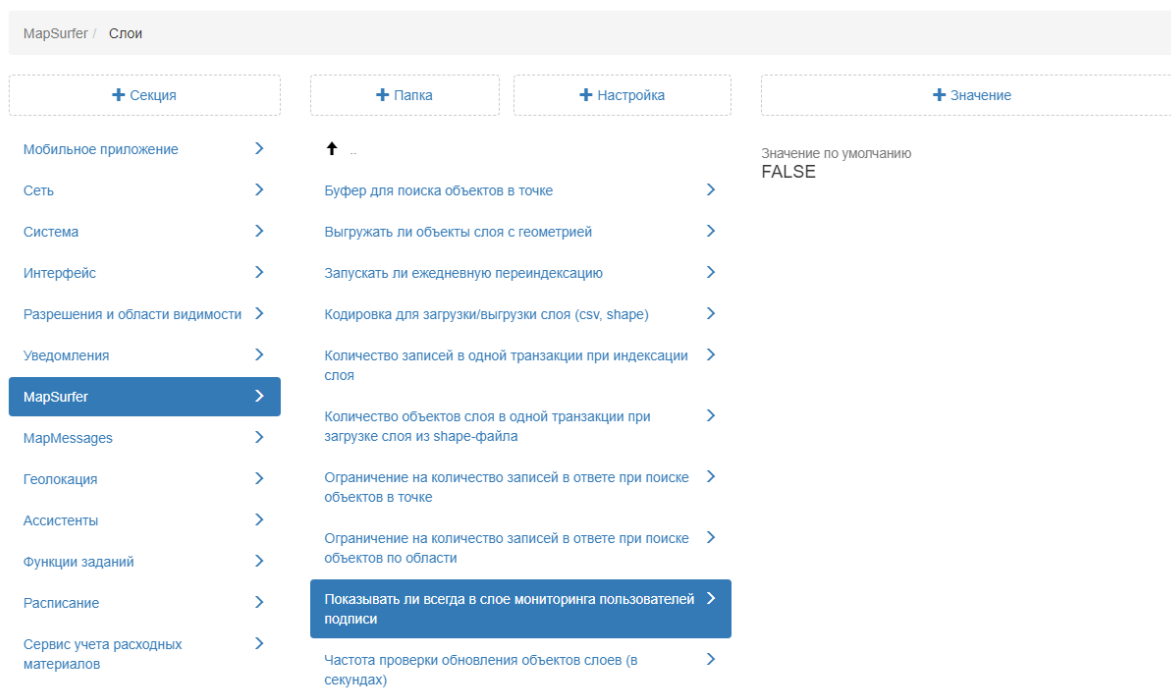 MapSurfer / Слои
Секция
Папка
Настройка
Значение
Мобильное приложение
Сеть
Система
Интерфейс
Разрешения и области видимости
Уведомления
MapSurfer
MapMessages
Геолокация
Ассистенты
Функции заданий
Расписание
Сервис учета расходных
материалов
..
Буфер для поиска объектов в точке
Выгружать ли объекты слоя с геометрией
Запускать ли ежедневную переиндексацию
Кодировка для загрузки/выгрузки слоя (csv, shape)
Количество записей в одной транзакции при индексации
слоя
Количество объектов слоя в одной транзакции при
загрузке слоя из shape-файла
Ограничение на количество записей в ответе при поиске
объектов в точке
Ограничение на количество записей в ответе при поиске
объектов по области
Показывать ли всегда в слое мониторинга пользователей
подписи
Частота проверки обновления объектов слоев (в
секундах)
Значение по умолчанию
FALSE